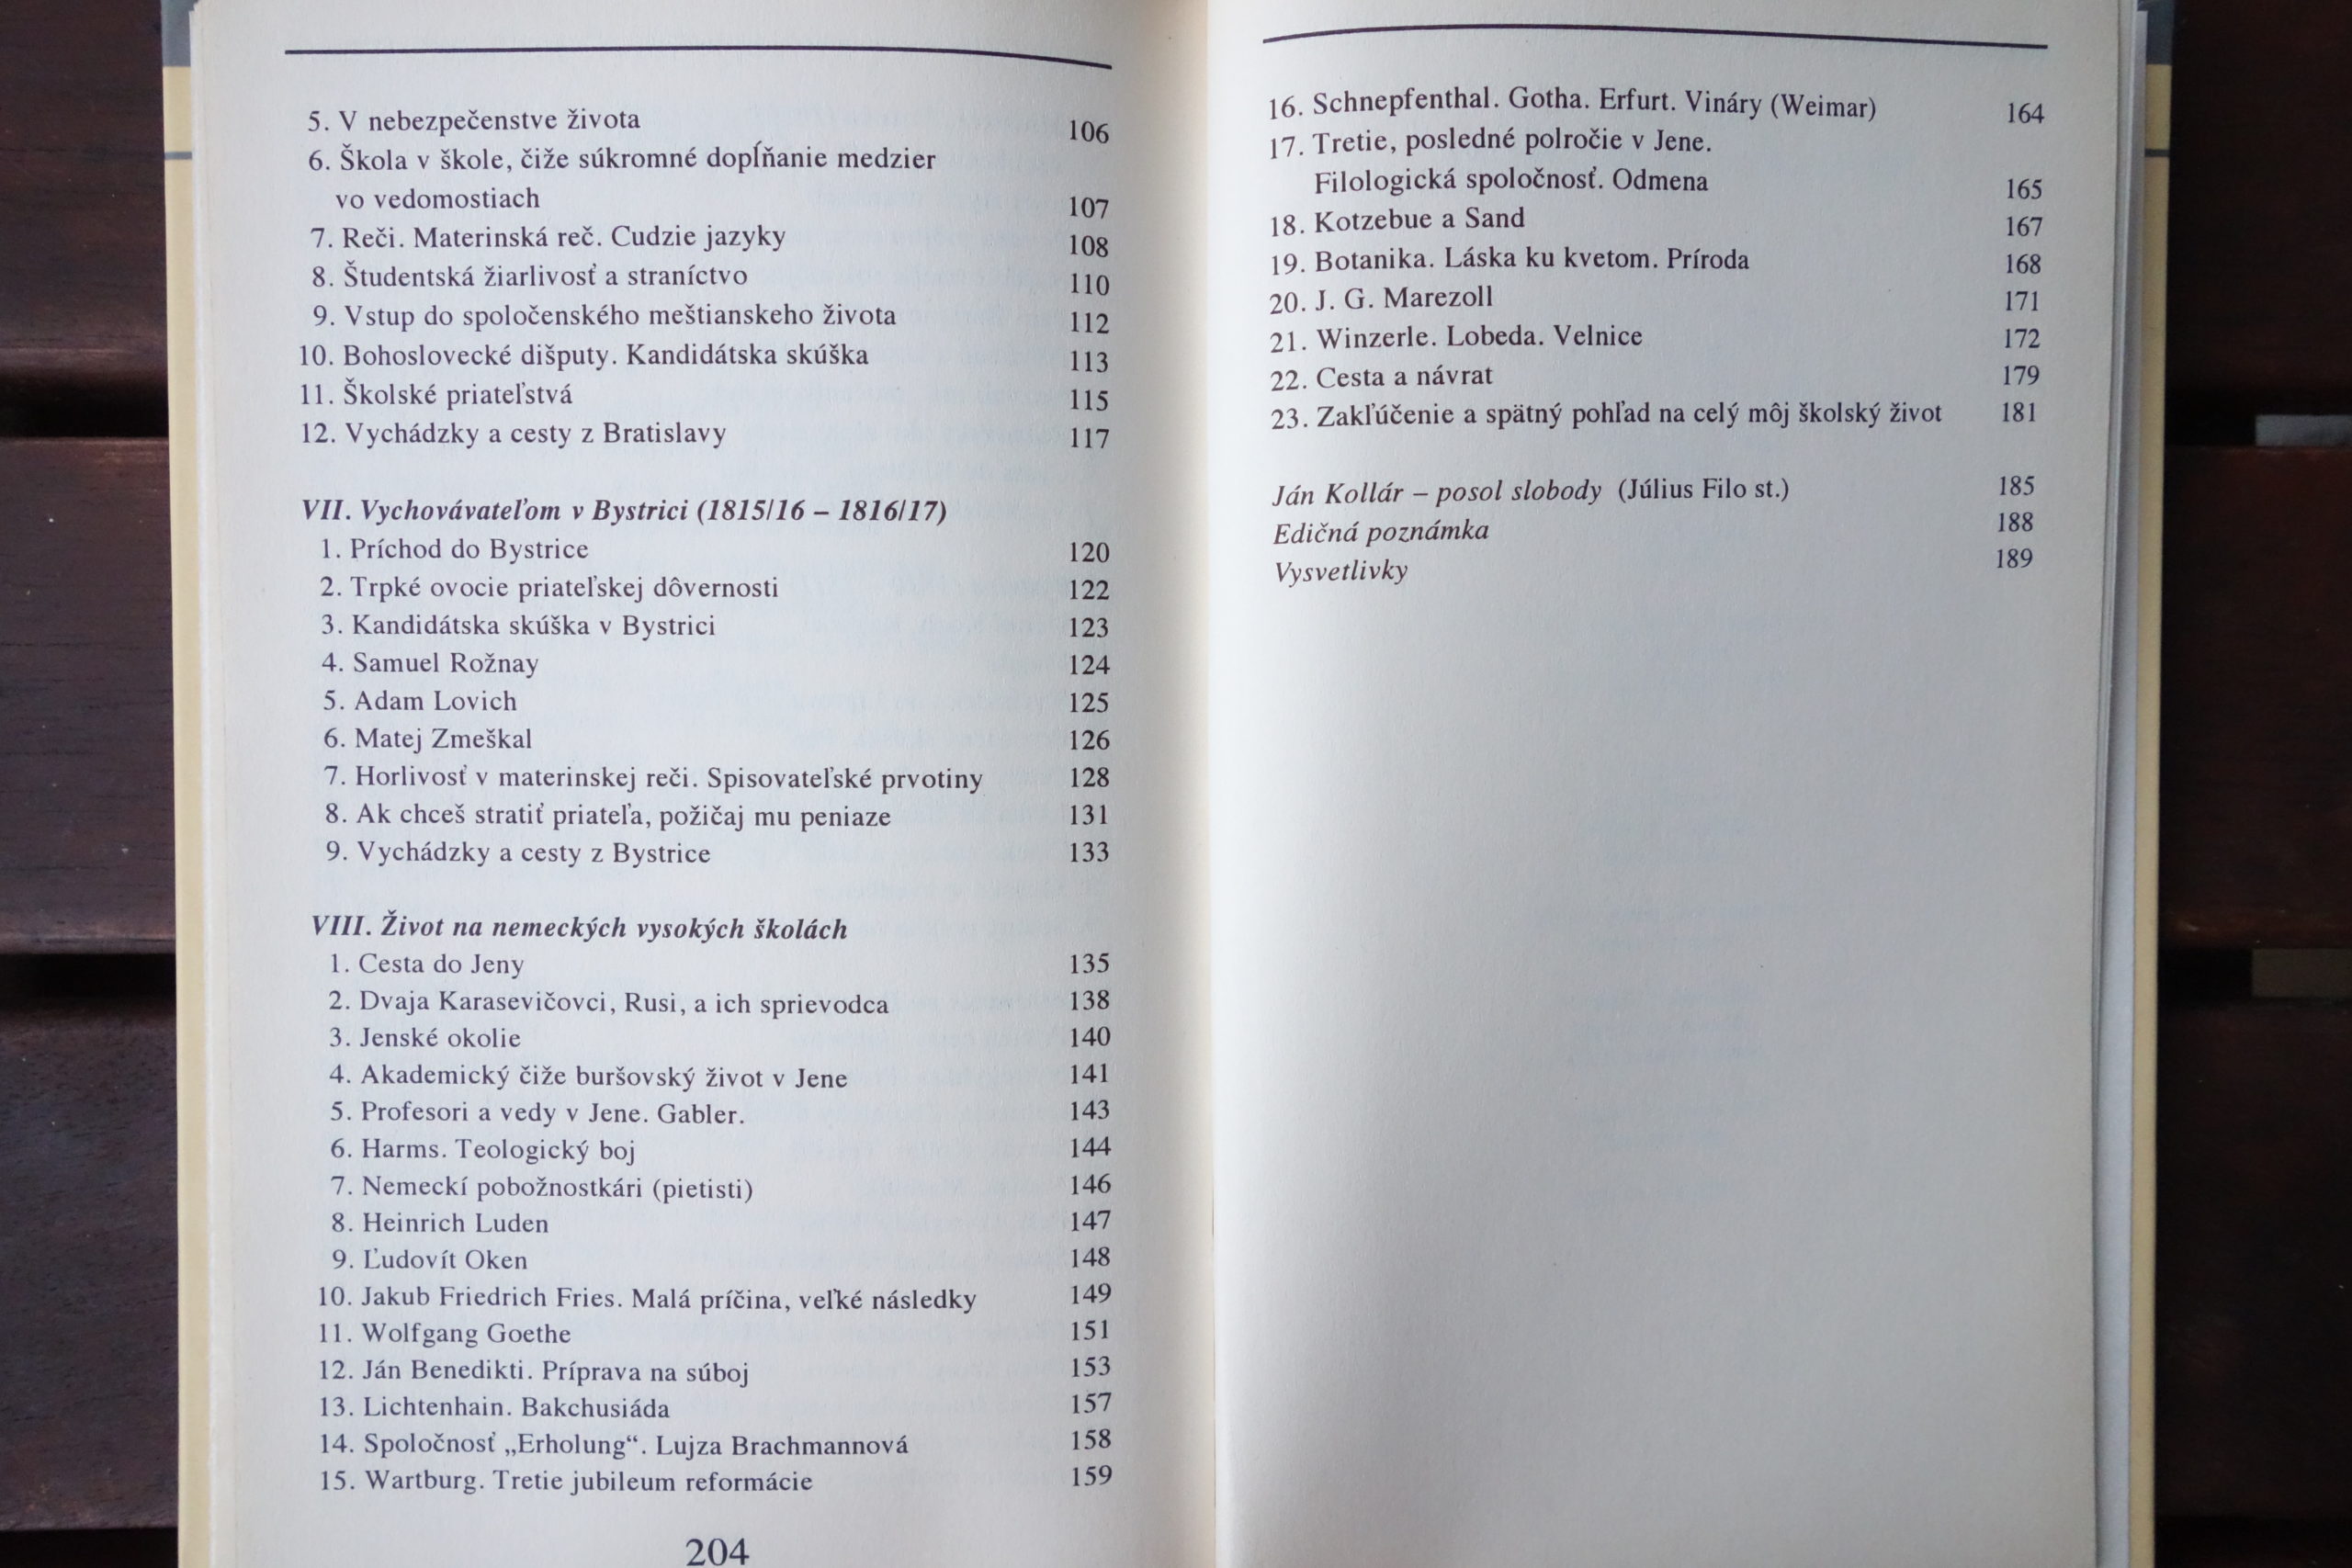 5. V nebezpečenstve života 106
6. Škola v škole, čiže súkromné dopĺňanie medzier
vo vedomostiach 107
7. Reči. Materinská reč. Cudzie jazyky 108
8. Študentská žiarlivosť a straníctvo 110
9. Vstup do spoločenského meštianskeho života 112
10. Bohoslovecké dišputy. Kandidátska skúška 113
11. Školské priateľstvá 115
12. Vychádzky a cesty z Bratislavy 117
VII. Vychovávateľom v Bystrici (1815/16 – 1816/17)
1. Príchod do Bystrice 120
2. Trpké ovocie priateľskej dôvernosti 122
3. Kandidátska skúška v Bystrici 123
4. Samuel Rožnay 124
5. Adam Lovich 125
6. Matej Zmeškal 126
7. Horlivosť v materinskej reči. Spisovateľské prvotiny 128
8. Ak chceš stratiť priateľa, požičaj mu peniaze 131
9. Vychádzky a cesty z Bystrice 133
VIII. Život na nemeckých vysokých školách
1. Cesta do Jeny 135
2. Dvaja Karasevičovci, Rusi, a ich sprievodca 138
3. Jenské okolie 140
4. Akademický čiže buršovský život v Jene 141
5. Profesori a vedy v Jene. Gabler. 143
6. Harms. Teologický boj 144
7. Nemeckí pobožnostkári (pietisti) 146
8. Heinrich Luden 147
9. Ľudovít Oken 148
10. Jakub Friedrich Fries. Malá príčina, veľké následky 149
11. Wolfgang Goethe 151
12. Ján Benedikti. Príprava na súboj 153
13. Lichtenhain. Bakchusiáda 157
14. Spoločnosť „Erholung“. Lujza Brachmannová 158
15. Wartburg. Tretie jubileum reformácie 159
204
16. Schnepfenthal. Gotha. Erfurt. Vináry (Weimar) 164
17. Tretie, posledné polročie v Jene.
Filologická spoločnosť. Odmena 165
18. Kotzebue a Sand 167
19. Botanika. Láska ku kvetom. Príroda 168
20. J. G. Marezoll 171
21. Winzerle. Lobeda. Velnice 172
22. Cesta a návrat 179
23. Zakľúčenie a spätný pohľad na celý môj školský život 181
Ján Kollár – posol slobody (Július Filo st.) 185
Edičná poznámka 188
Vysvetlivky 189